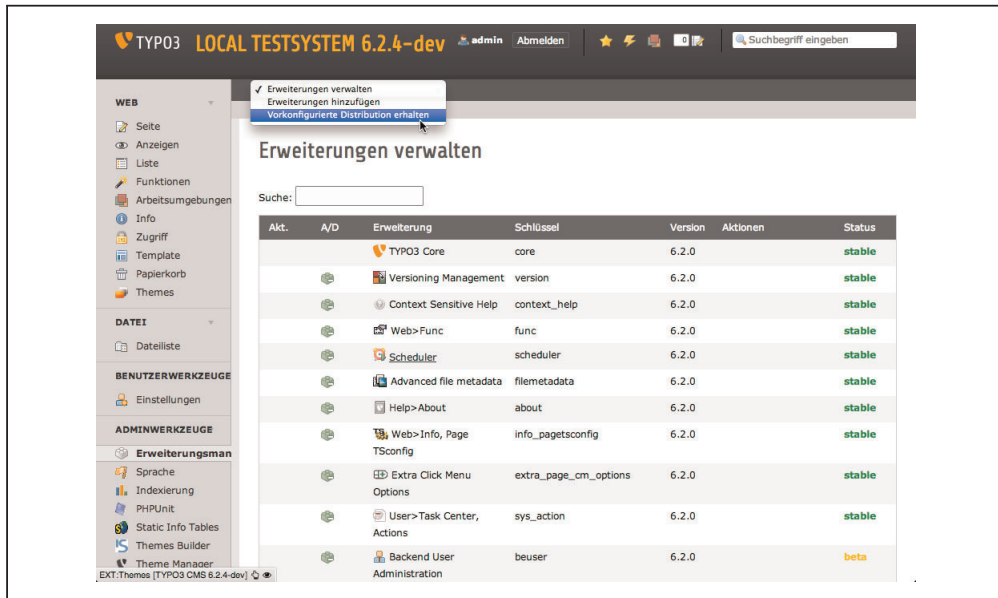 TYPO3 LOCAL TESTSYSTEM 6.2.4-dev admin Abmelden 0 Suchbegriff eingeben
✓ Erweiterungen verwalten
Erweiterungen hinzufügen
Vorkonfigurierte Distribution erhalten
WEB
Seite
Anzeigen
Liste
Funktionen
Arbeitsumgebungen
Info
Zugriff
Template
Papierkorb
Themes
DATEI
Dateiliste
BENUTZERWERKZEUGE
Einstellungen
ADMINWERKZEUGE
Erweiterungsman
Sprache
Indexierung
PHPUnit
Static Info Tables
Themes Builder
Theme Manager
EXT:Themes [TYPO3 CMS 6.2.4-dev]
Erweiterungen verwalten
Suche:
Akt. A/D Erweiterung Schlüssel Version Aktionen Status
TYPO3 Core core 6.2.0 stable
Versioning Management version 6.2.0 stable
Context Sensitive Help context_help 6.2.0 stable
Web>Func func 6.2.0 stable
Scheduler scheduler 6.2.0 stable
Advanced file metadata filemetadata 6.2.0 stable
Help>About about 6.2.0 stable
Web>Info, Page info_pagetsconfig 6.2.0 stable
TSconfig
Extra Click Menu extra_page_cm_options 6.2.0 stable
Options
User>Task Center, sys_action 6.2.0 stable
Actions
Backend User beuser 6.2.0 beta
Administration